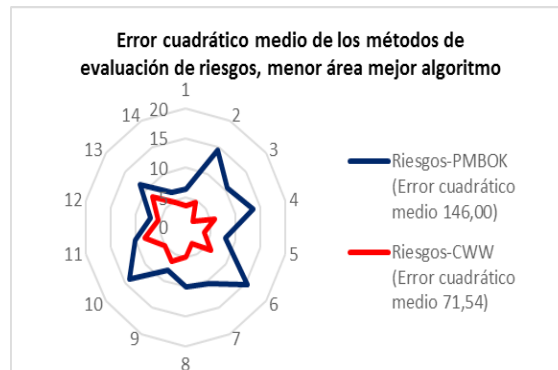 Error cuadrático medio de los métodos de
evaluación de riesgos, menor área mejor algoritmo
1
2
3
4
5
6
7
8
9
10
11
12
13
14
20
15
10
5
0
Riesgos-PMBOK
(Error cuadrático
medio 146,00)
Riesgos-CWW
(Error cuadrático
medio 71,54)